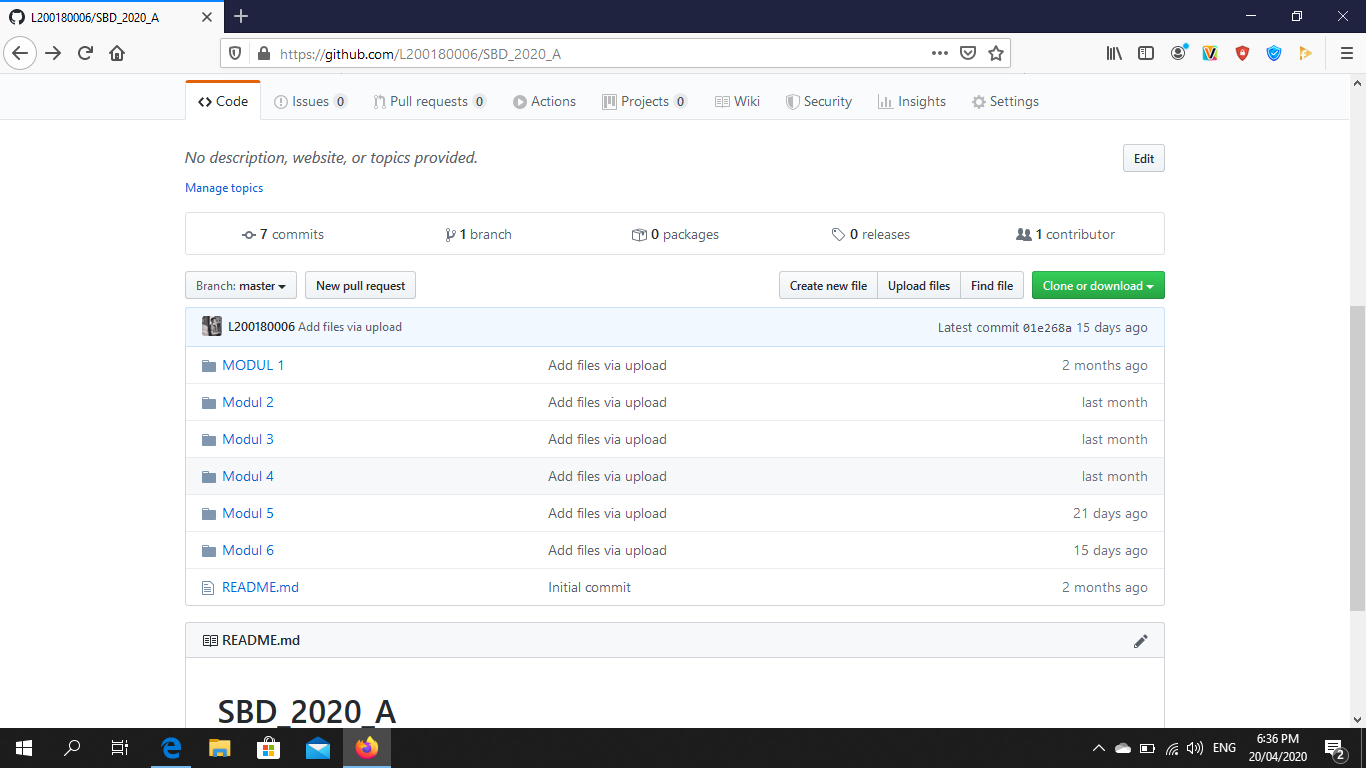 L200180006/SBD_2020_A
https://github.com/L200180006/SBD_2020_A
Code Issues 0 Pull requests 0 Actions Projects 0 Wiki Security Insights Settings
No description, website, or topics provided. Edit
Manage topics
7 commits 1 branch 0 packages 0 releases 1 contributor
Branch: master New pull request Create new file Upload files Find file Clone or download
L200180006 Add files via upload Latest commit 01e268a 15 days ago
MODUL 1 Add files via upload 2 months ago
Modul 2 Add files via upload last month
Modul 3 Add files via upload last month
Modul 4 Add files via upload last month
Modul 5 Add files via upload 21 days ago
Modul 6 Add files via upload 15 days ago
README.md Initial commit 2 months ago
README.md
SBD_2020_A
ENG 6:36 PM
20/04/2020 2